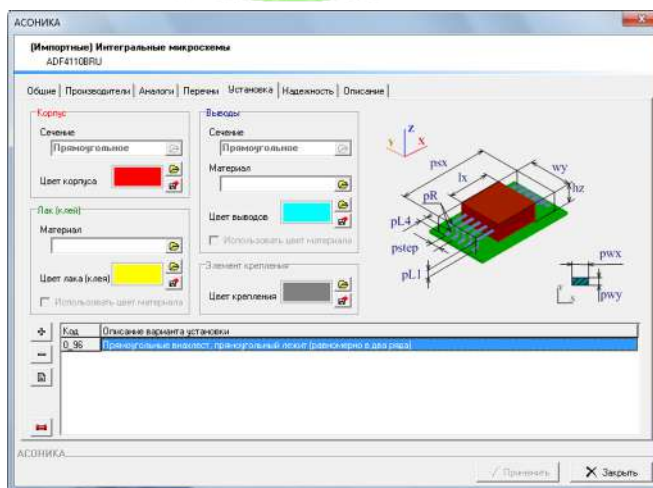 АСОНИКА
(Импортные) Интегральные микросхемы
ADF4110BRU
Общие | Производители | Аналоги | Перечни | Установка | Надежность | Описание
Корпус
Сечение
Прямоугольное
Цвет корпуса
Лак (клей)
Материал
Цвет лака (клея)
Использовать цвет материала
Выводы
Сечение
Прямоугольное
Материал
Цвет выводов
Использовать цвет материала
Элемент крепления
Цвет крепления
Z
Y X
psx
wy
lx
hz
pR
pL4
pstep
pL1
pwx
pwy
Код Описание варианта установки
0_96 Прямоугольные внахлест, прямоугольный лежит (равномерно в два ряда)
АСОНИКА
Применить Закрыть